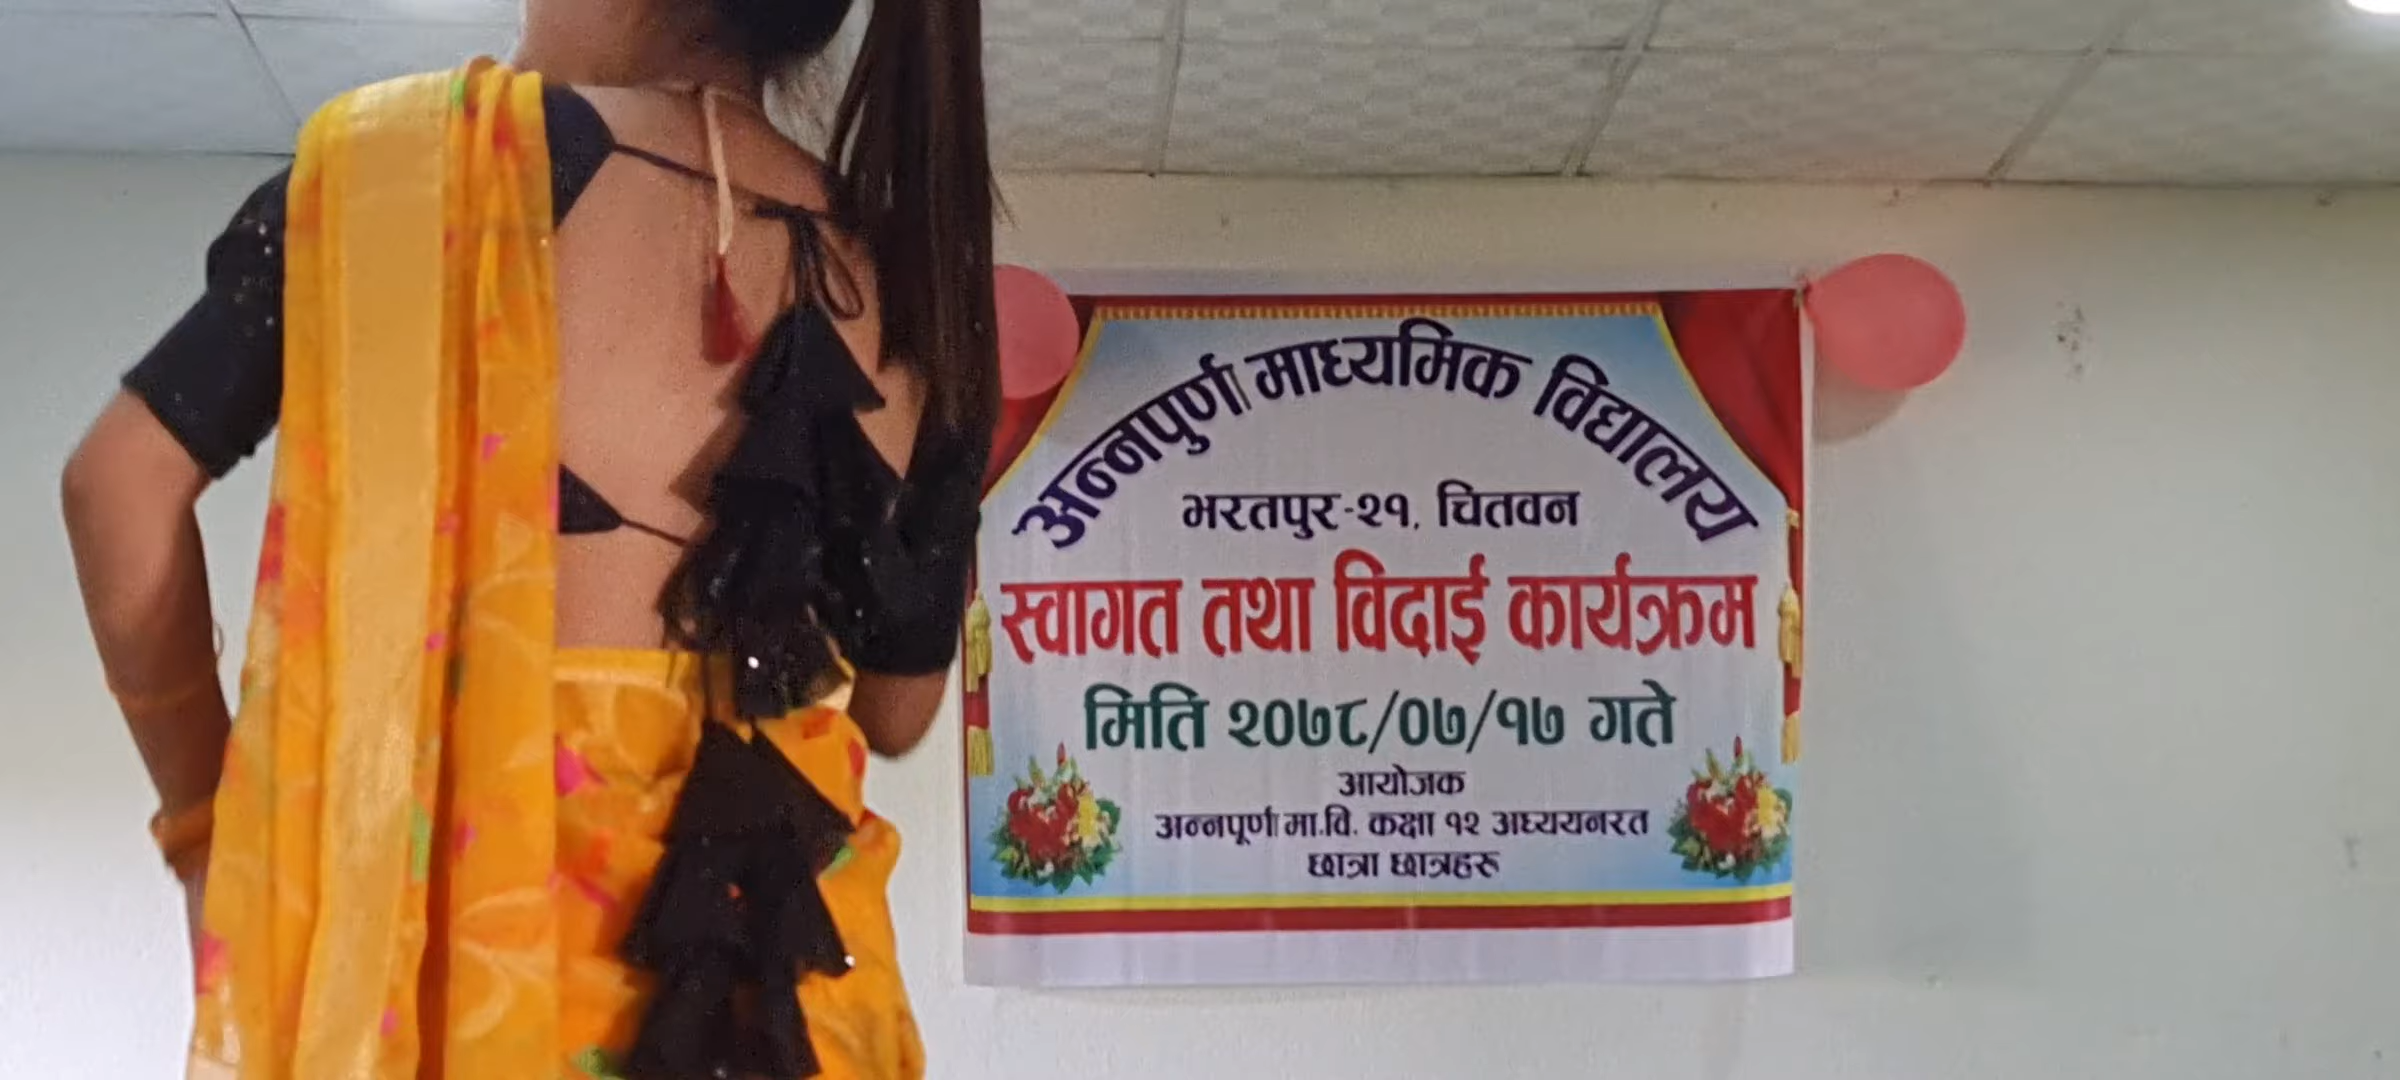 अन्नपुर्ण माध्यमिक विद्यालय
भरतपुर-२१, चितवन
स्वागत तथा विदाई कार्यक्रम
मिति २०७८/०७/१७ गते
आयोजक
अन्नपूर्ण मा.वि. कक्षा १२ अध्ययनरत
छात्रा छात्रहरू